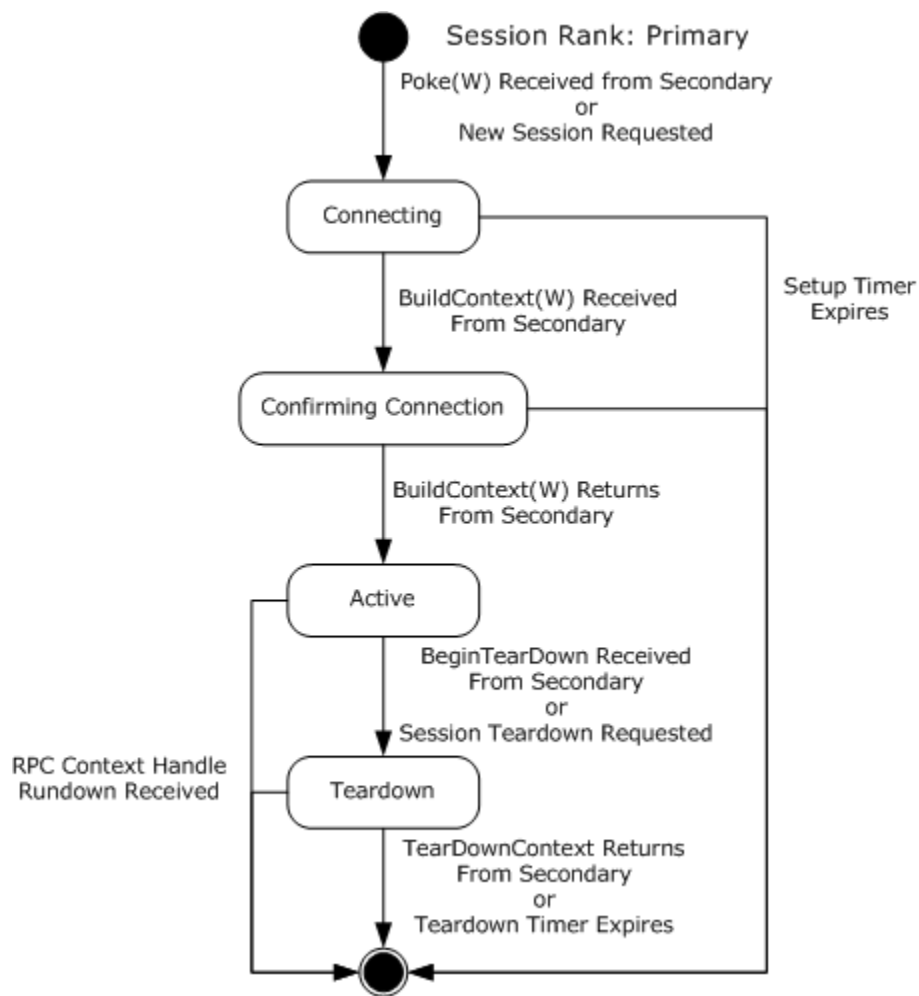 Session Rank: Primary
Poke(W) Received from Secondary
or
New Session Requested
Connecting
Setup Timer
Expires
BuildContext(W) Received
From Secondary
Confirming Connection
BuildContext(W) Returns
From Secondary
Active
BeginTearDown Received
From Secondary
or
Session Teardown Requested
RPC Context Handle
Rundown Received
Teardown
TearDownContext Returns
From Secondary
or
Teardown Timer Expires